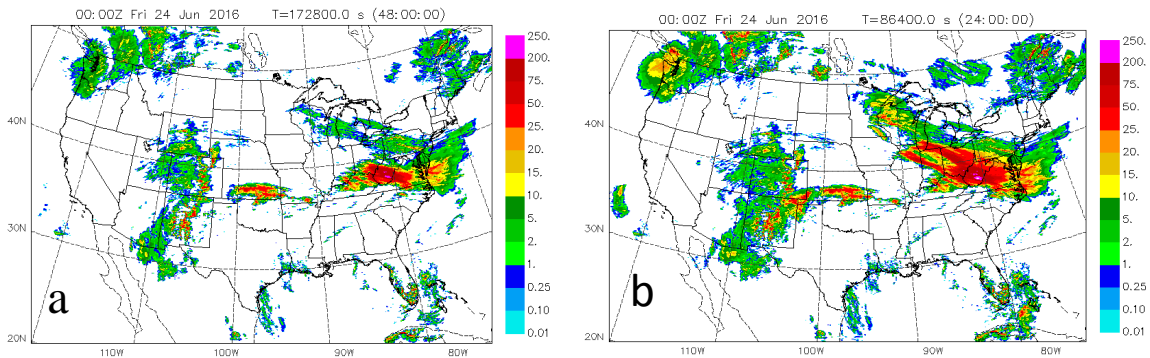 00:00Z Fri 24 Jun 2016 T=172800.0 s (48:00:00)
250.
200.
75.
50.
25.
20.
15.
10.
5.
2.
1.
0.25
0.10
0.01
40N
30N
20N
110W
100W
90W
80W
a
00:00Z Fri 24 Jun 2016 T=86400.0 s (24:00:00)
250.
200.
75.
50.
25.
20.
15.
10.
5.
2.
1.
0.25
0.10
0.01
40N
30N
20N
110W
100W
90W
80W
b